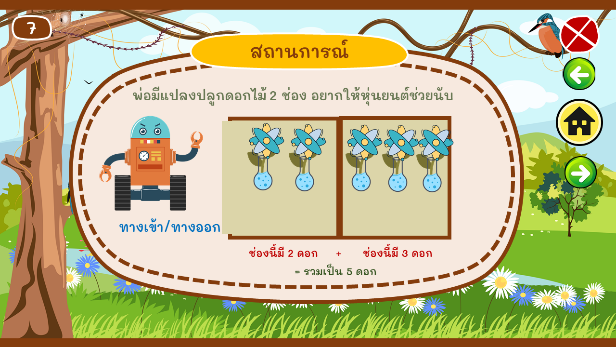 7
สถานการณ์
พ่อมีแปลงปลูกดอกไม้ 2 ช่อง อยากให้หุ่นยนต์ช่วยนับ
ทางเข้า/ทางออก
ช่องนี้มี 2 ดอก + ช่องนี้มี 3 ดอก
= รวมเป็น 5 ดอก